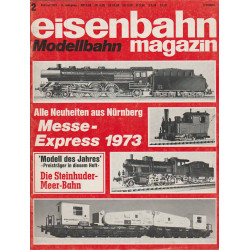 2
eisenbahn
Modellbahn magazin
Alle Neuheiten aus Nürnberg
Messe-
Express 1973
'Modell des Jahres'
-Preisträger in diesem Heft-
Die Steinhuder-
Meer-Bahn